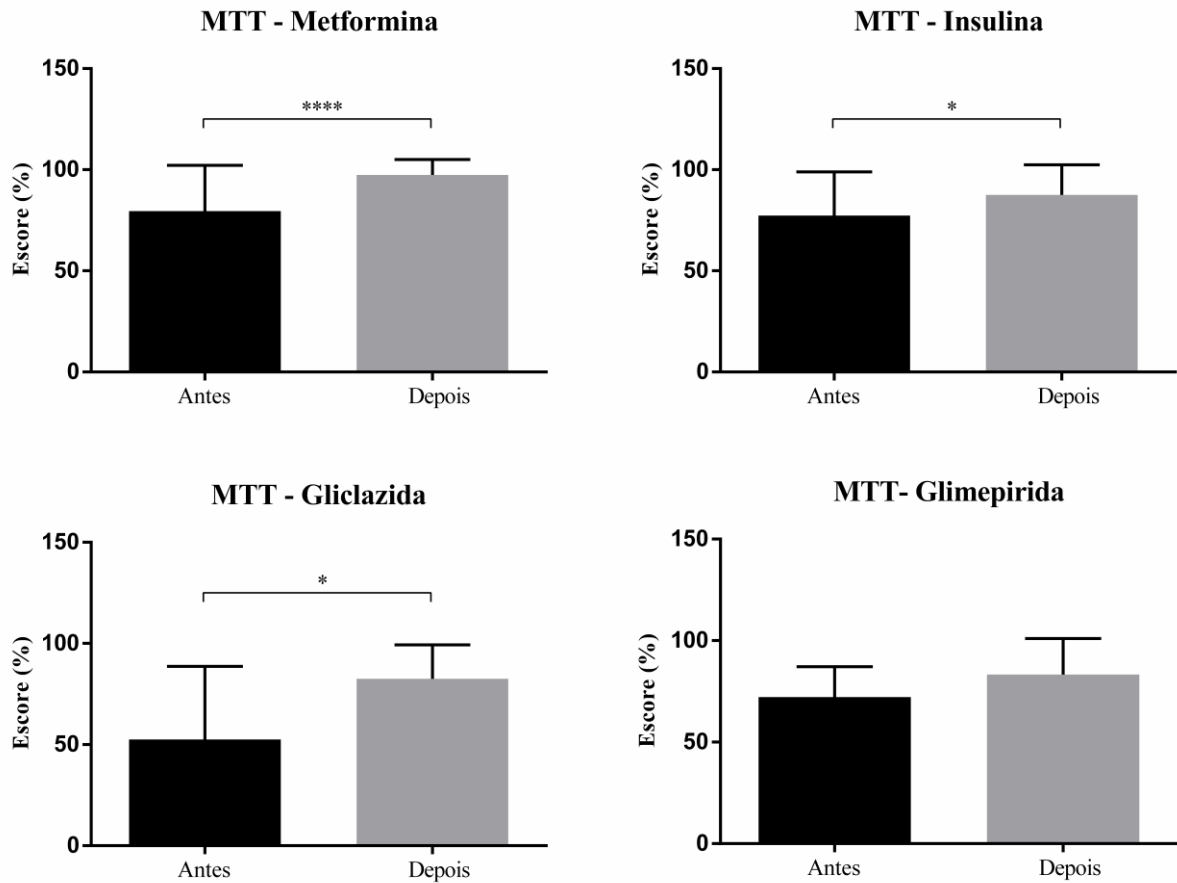 MTT - Metformina
150
100
50
0
Escore (%)
****
Antes
Depois
MTT - Insulina
150
100
50
0
Escore (%)
*
Antes
Depois
MTT - Gliclazida
150
100
50
0
Escore (%)
*
Antes
Depois
MTT- Glimepirida
150
100
50
0
Escore (%)
Antes
Depois